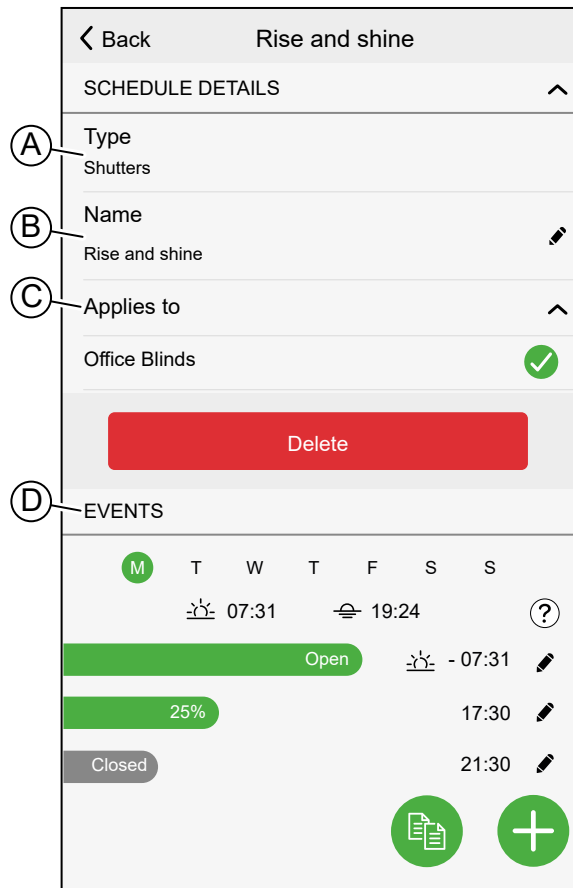 Back Rise and shine
SCHEDULE DETAILS
A Type
Shutters
B Name
Rise and shine
C Applies to
Office Blinds
Delete
D EVENTS
M T W T F S S
07:31 19:24 ?
Open - 07:31
25% 17:30
Closed 21:30